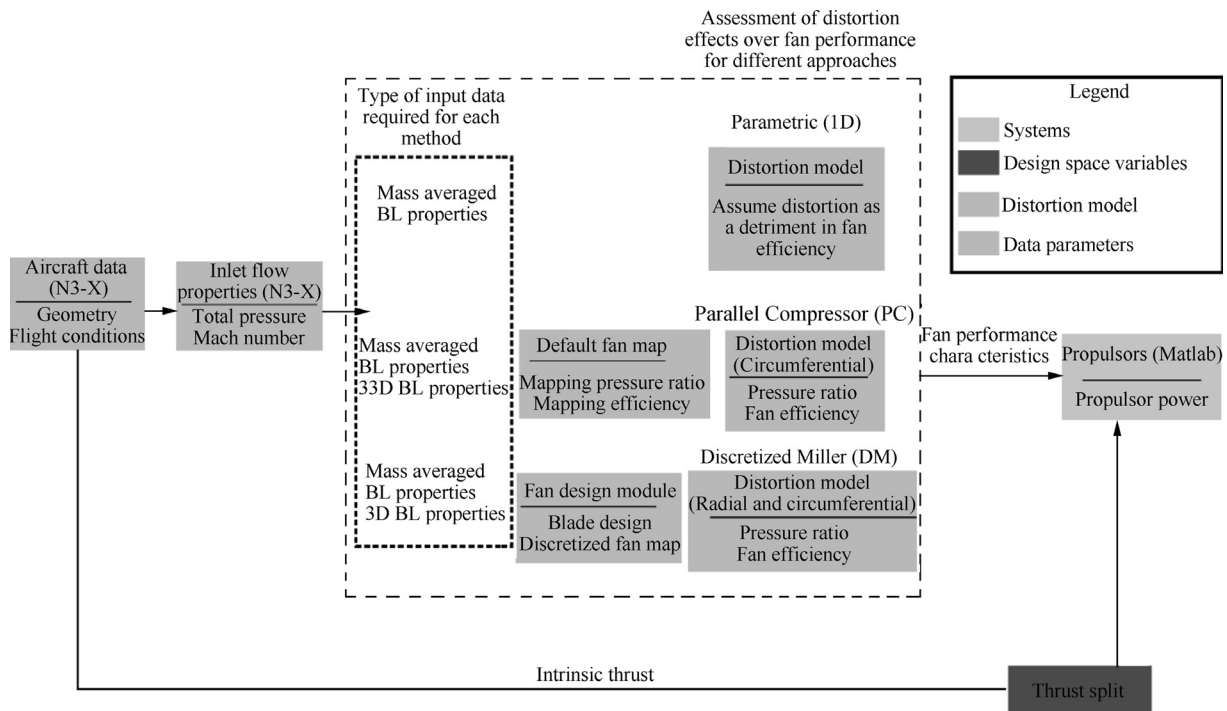 Assessment of distortion
effects over fan performance
for different approaches
Type of input data
required for each
method
Legend
Systems
Design space variables
Distortion model
Data parameters
Parametric (1D)
Distortion model
Assume distortion as
a detriment in fan
efficiency
Mass averaged
BL properties
Aircraft data
(N3-X)
Geometry
Flight conditions
Inlet flow
properties (N3-X)
Total pressure
Mach number
Mass averaged
BL properties
33D BL properties
Default fan map
Mapping pressure ratio
Mapping efficiency
Parallel Compressor (PC)
Distortion model
(Circumferential)
Pressure ratio
Fan efficiency
Fan performance
chara cteristics
Propulsors (Matlab)
Propulsor power
Mass averaged
BL properties
3D BL properties
Fan design module
Blade design
Discretized fan map
Discretized Miller (DM)
Distortion model
(Radial and circumferential)
Pressure ratio
Fan efficiency
Intrinsic thrust
Thrust split